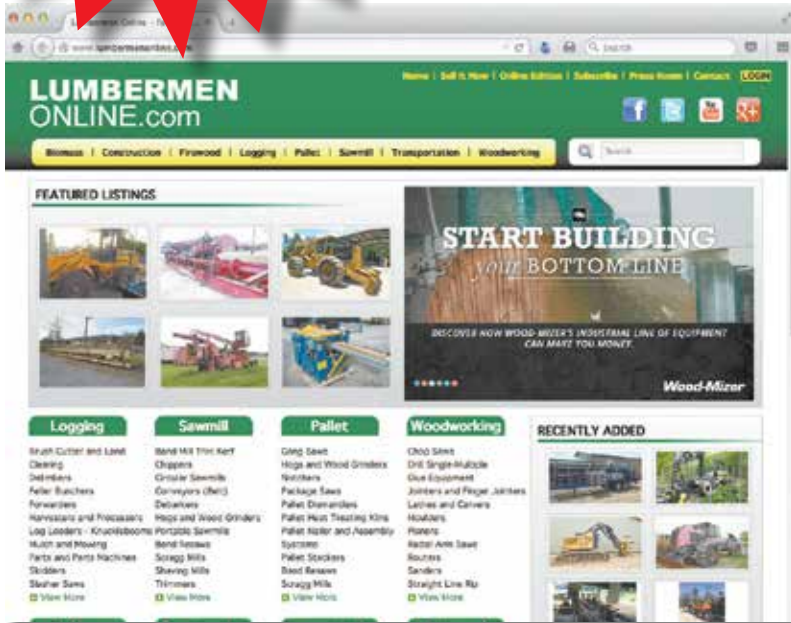 Lumbermen Online
www.lumbermenonline.com
Search
Home | Sell It Now | Online Edition | Subscribe | Press Room | Contact LOGIN
LUMBERMEN
ONLINE.com
Biomass | Construction | Firewood | Logging | Pallet | Sawmill | Transportation | Woodworking
Search
FEATURED LISTINGS
START BUILDING
your BOTTOM LINE
DISCOVER HOW WOOD-MIZER'S INDUSTRIAL LINE OF EQUIPMENT
CAN MAKE YOU MONEY.
Wood-Mizer
Logging
Brush Cutter and Land
Clearing
Delimbers
Feller Bunchers
Forwarders
Harvesters and Processors
Log Loaders - Knucklebooms
Mulch and Mowing
Parts and Parts Machines
Skidders
Slasher Saws
View More
Sawmill
Band Mill Thin Kerf
Chippers
Circular Sawmills
Conveyors (Belt)
Debarkers
Hogs and Wood Grinders
Portable Sawmills
Band Resaws
Scragg Mills
Shaving Mills
Trimmers
View More
Pallet
Gang Saws
Hogs and Wood Grinders
Notchers
Package Saws
Pallet Dismantlers
Pallet Heat Treating Kilns
Pallet Nailer and Assembly
Systems
Pallet Stackers
Band Resaws
Scragg Mills
View More
Woodworking
Chop Saws
Drill Single-Multiple
Glue Equipment
Jointers and Finger Jointers
Lathes and Carvers
Moulders
Planers
Radial Arm Saws
Routers
Sanders
Straight Line Rip
View More
RECENTLY ADDED